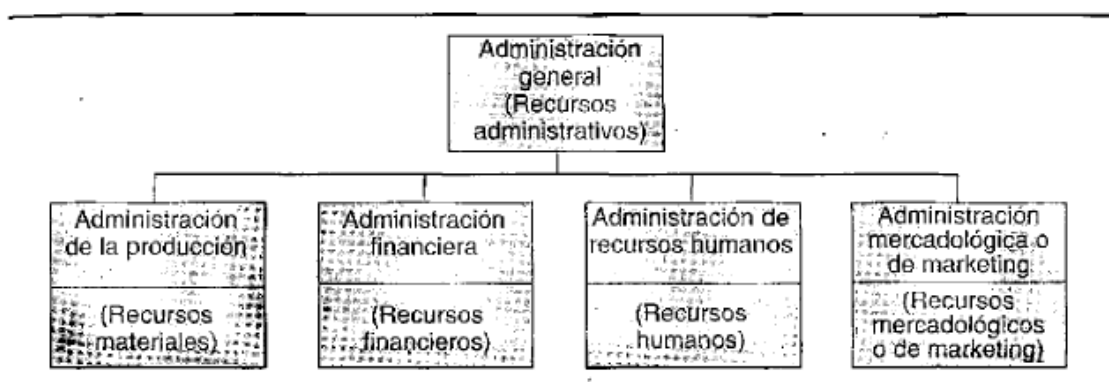 Administración
general
(Recursos
administrativos)
Administración
de la producción
(Recursos
materiales)
Administración
financiera
(Recursos
financieros)
Administración de
recursos humanos
(Recursos
humanos)
Administración
mercadológica o
de marketing
(Recursos
mercadológicos
o de marketing)